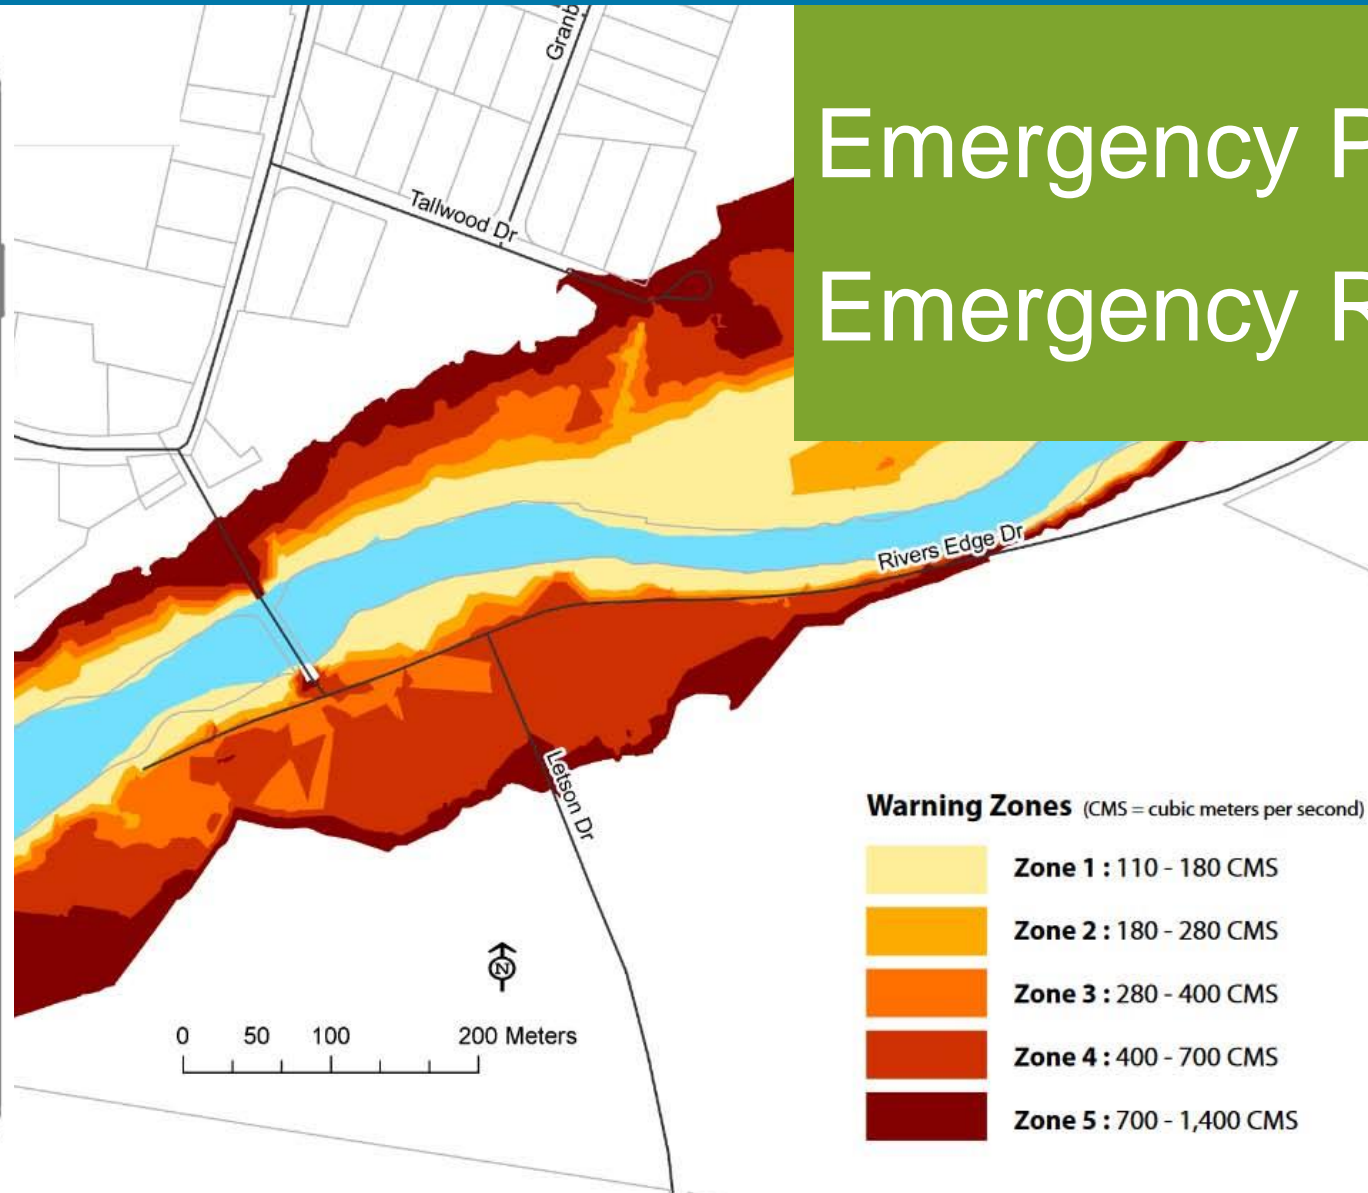 Granb
Emergency P
Tallwood Dr
Emergency R
Rivers Edge Dr
Letson Dr
Warning Zones (CMS = cubic meters per second)
Zone 1 : 110 - 180 CMS
Zone 2 : 180 - 280 CMS
Zone 3 : 280 - 400 CMS
Zone 4 : 400 - 700 CMS
Zone 5 : 700 - 1,400 CMS
N
0 50 100 200 Meters